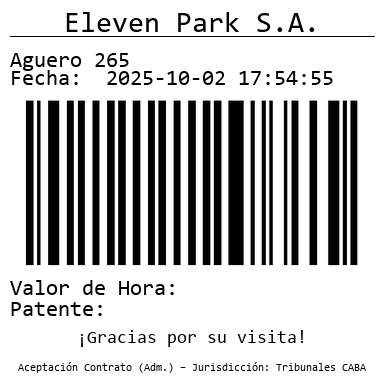 Eleven Park S.A.
Aguero 265
Fecha:  2025-10-02 17:54:55
Valor de Hora:
Patente:
¡Gracias por su visita!
Aceptación Contrato (Adm.) – Jurisdicción: Tribunales CABA